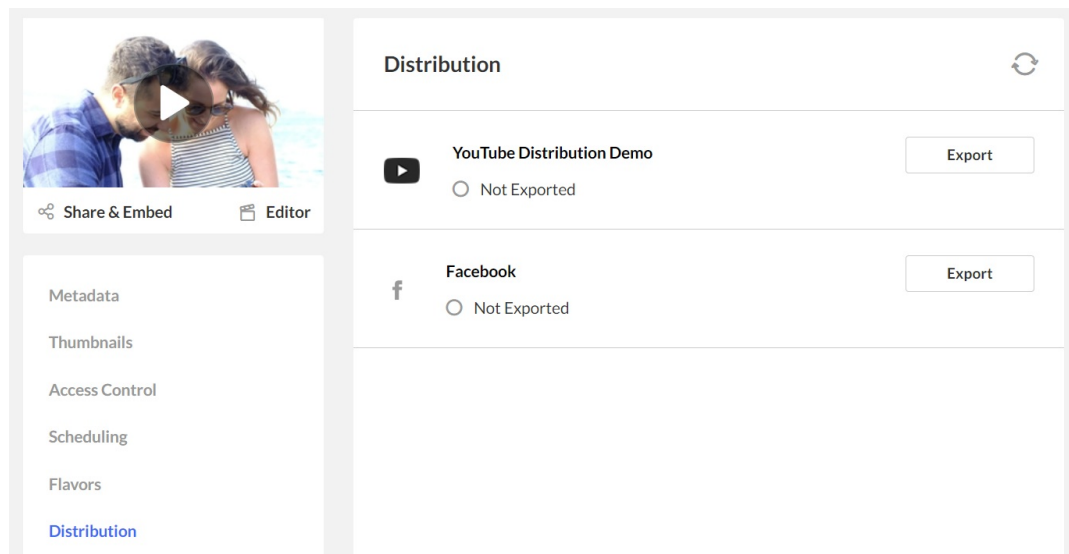 Share & Embed
Editor
Metadata
Thumbnails
Access Control
Scheduling
Flavors
Distribution
Distribution
YouTube Distribution Demo
Export
Not Exported
Facebook
Export
Not Exported